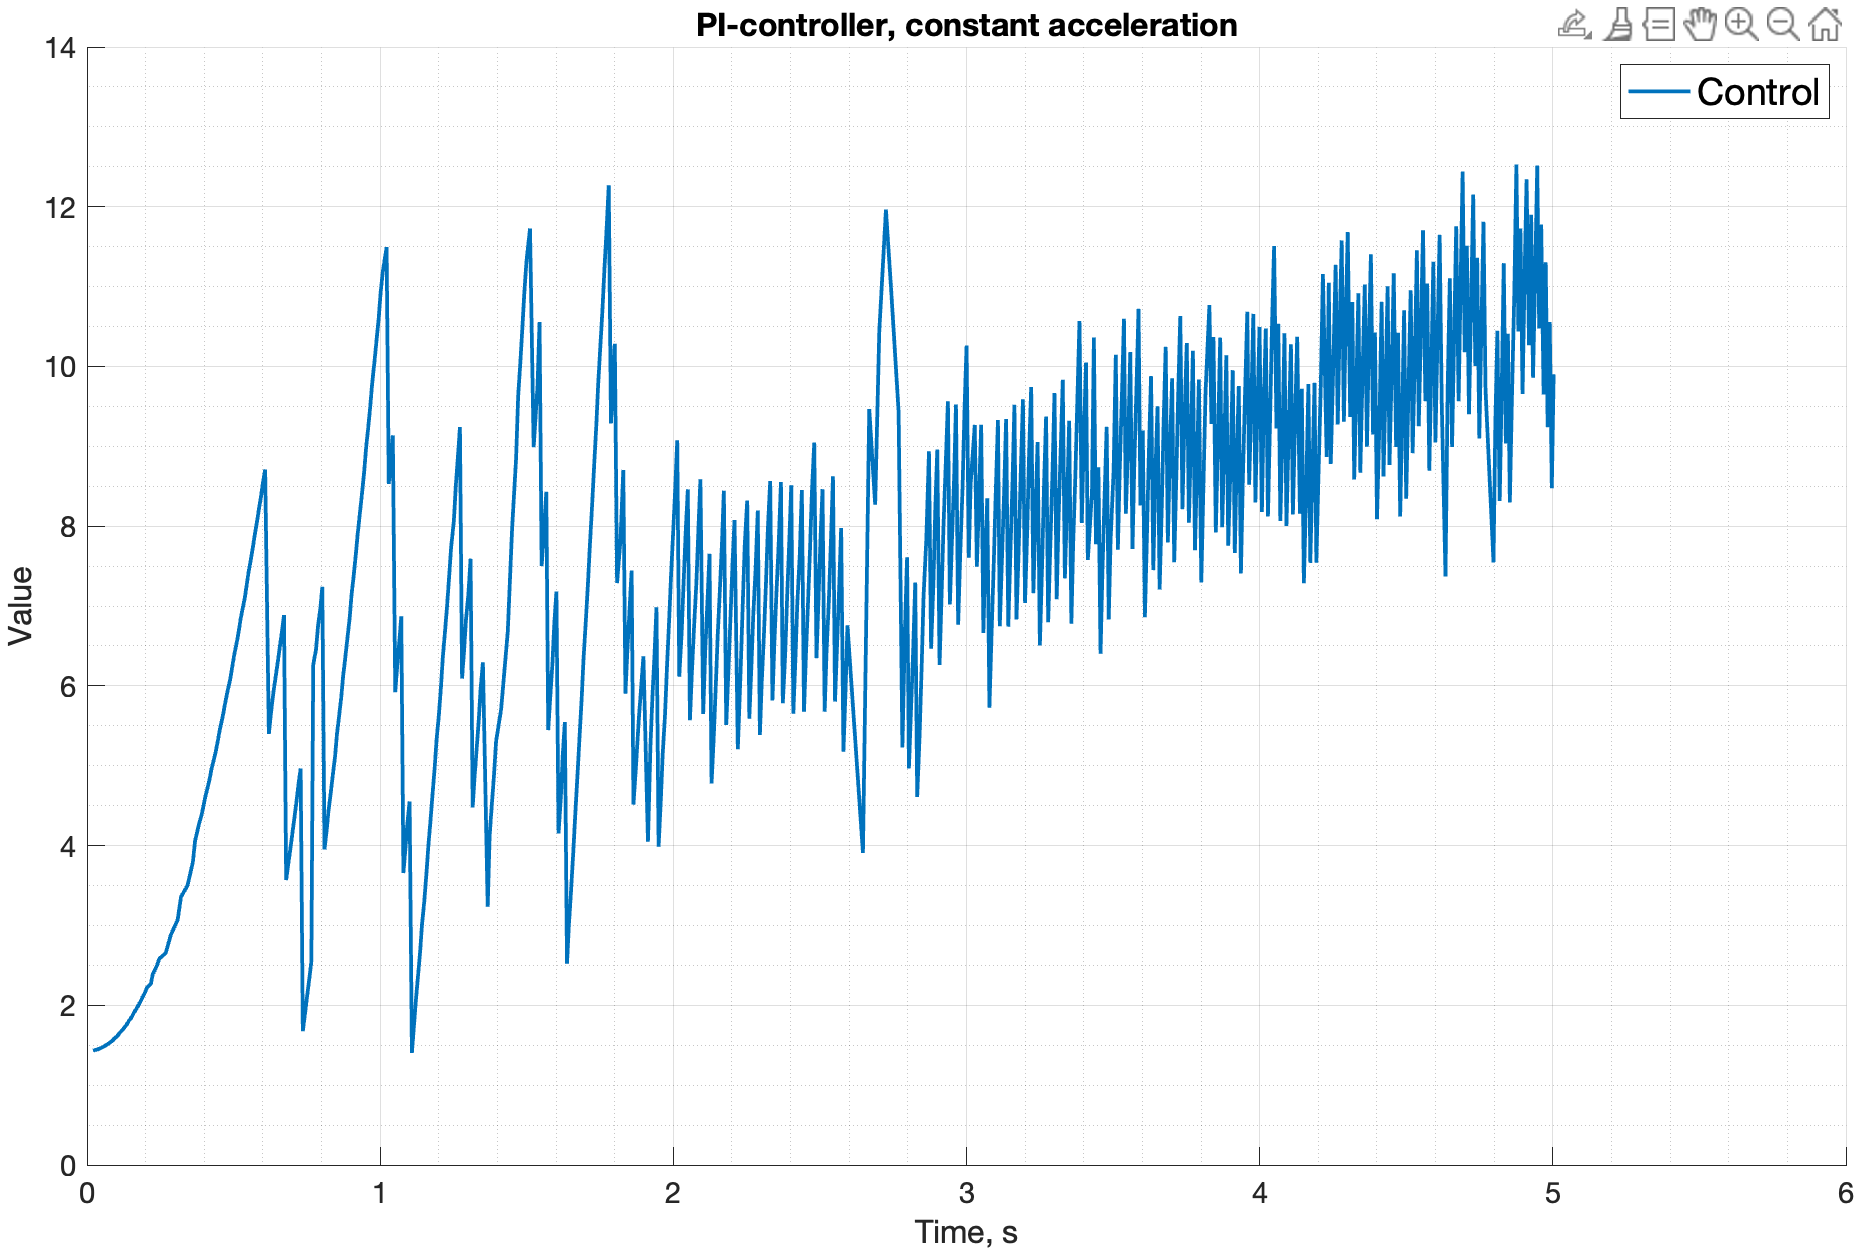 PI-controller, constant acceleration
Control
Value
14
12
10
8
6
4
2
0
0 1 2 3 4 5 6
Time, s